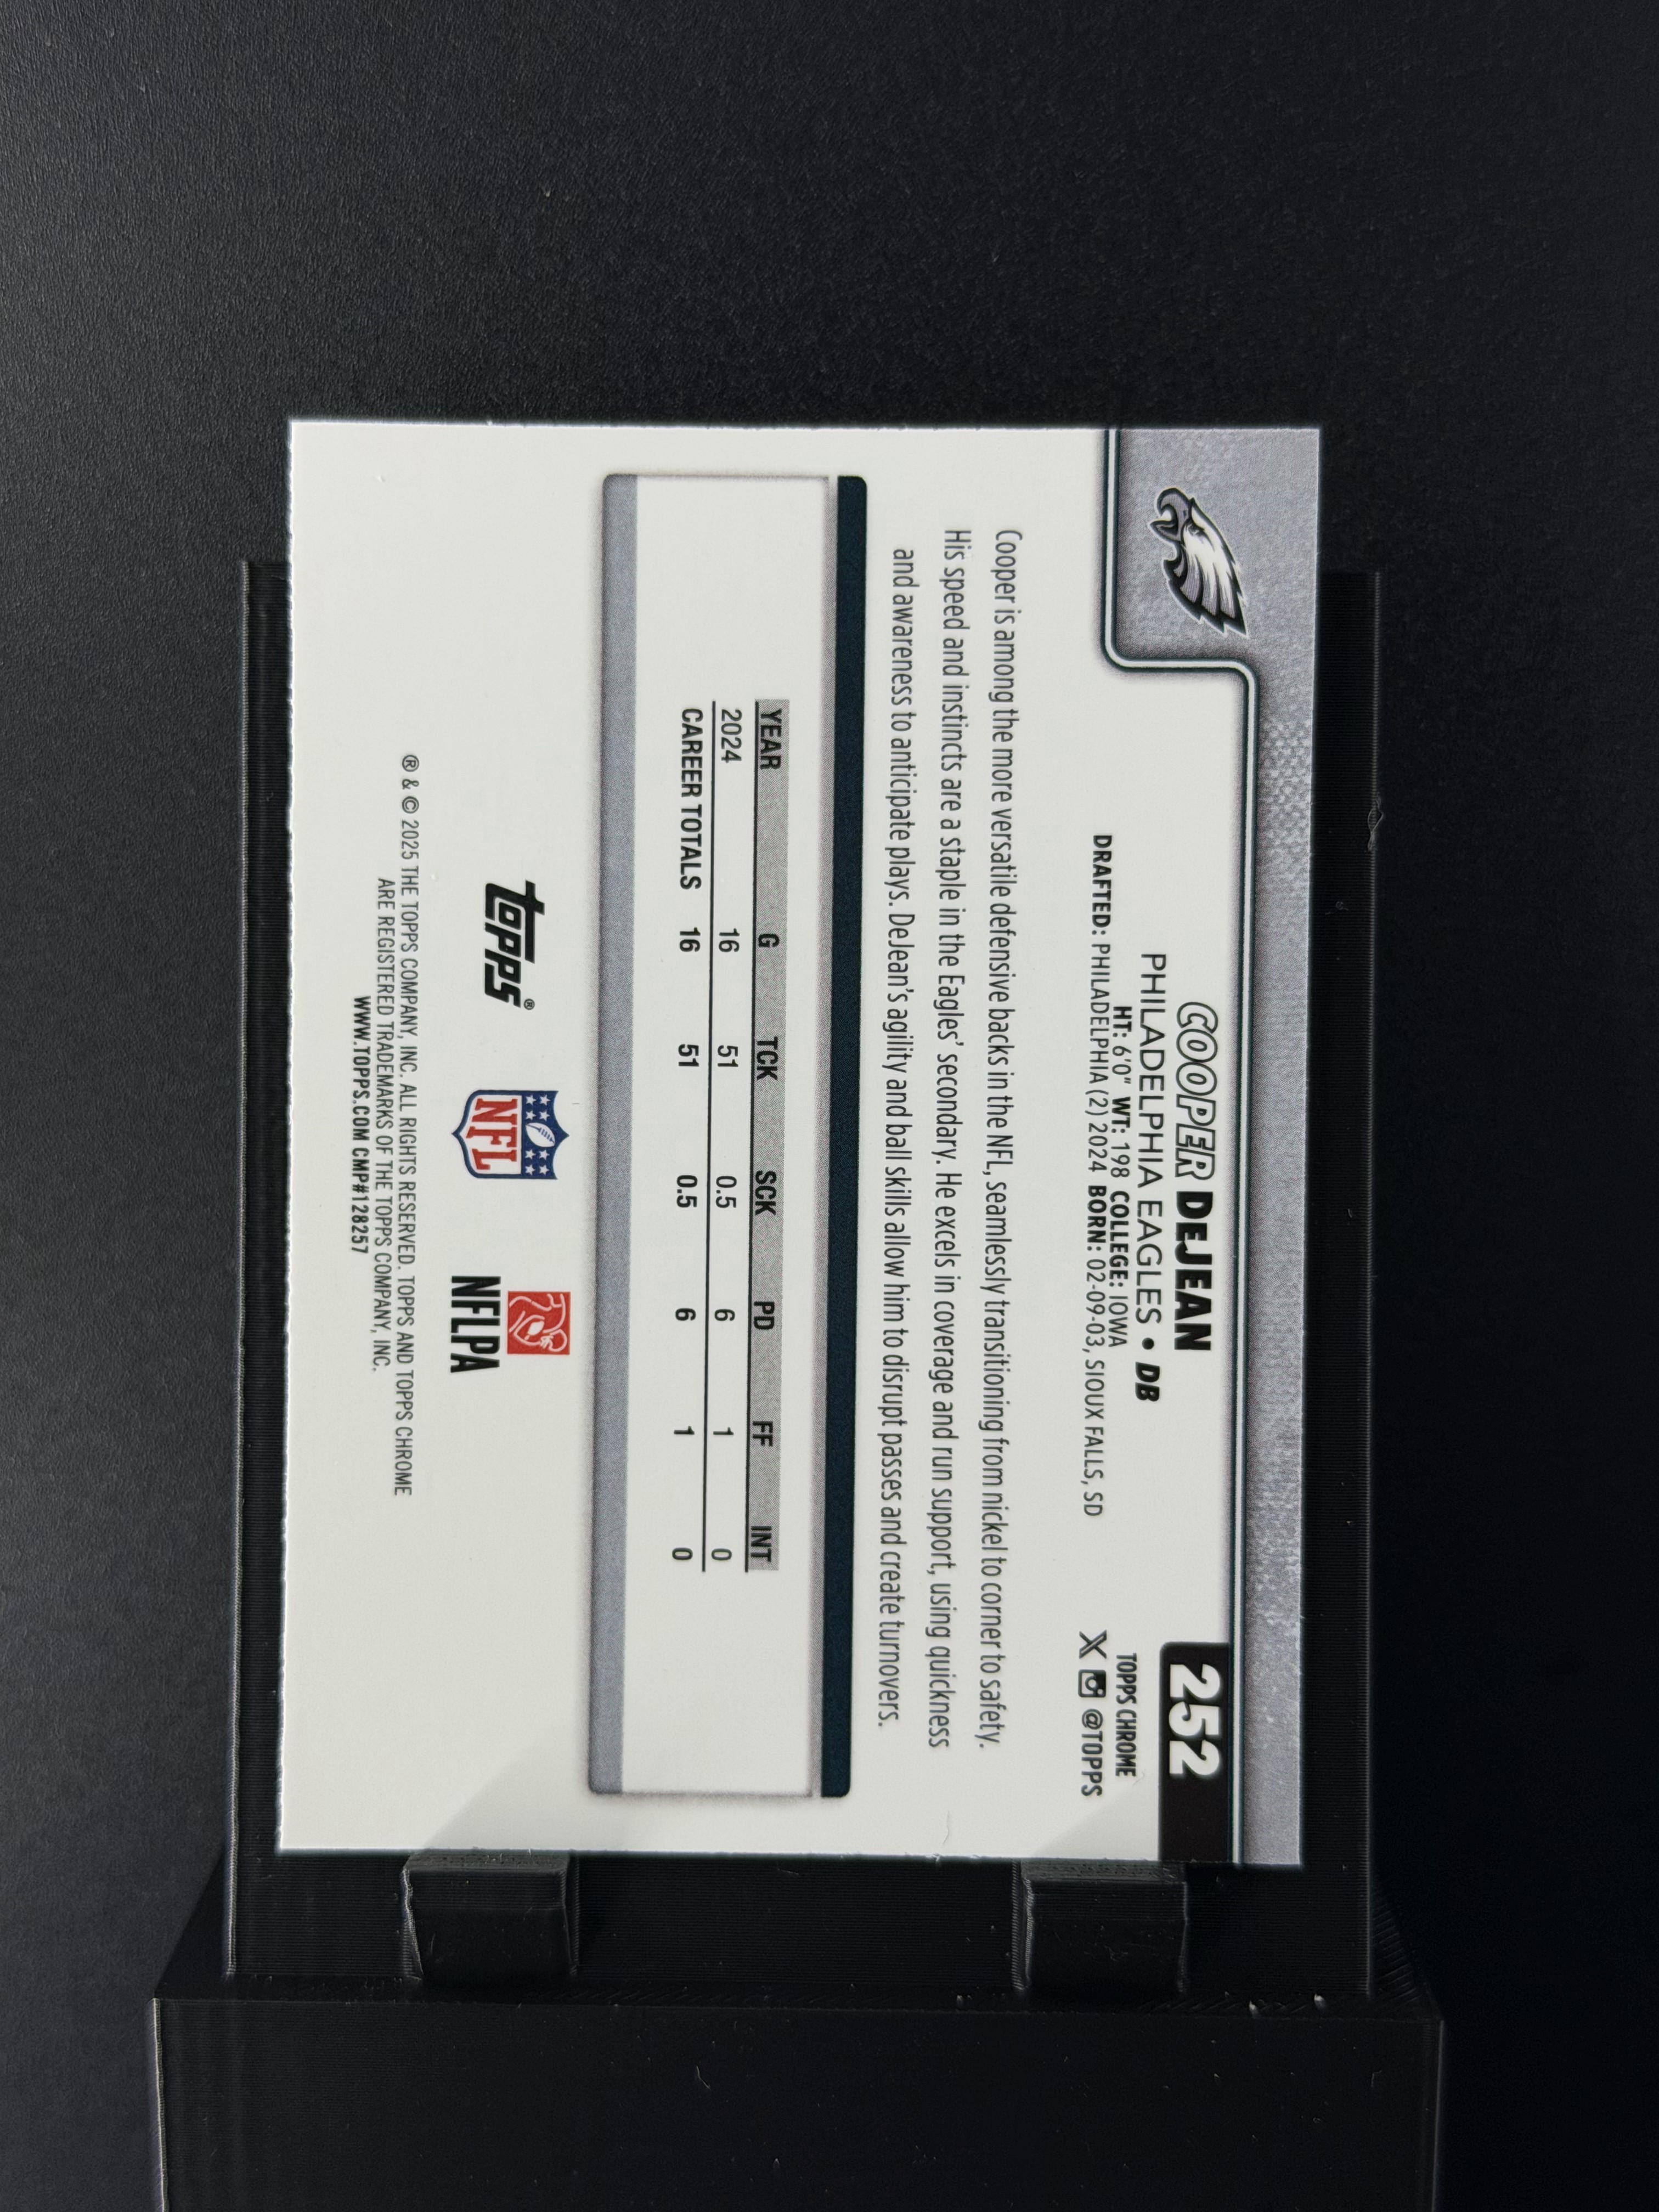 252
COOPER DEJEAN
PHILADELPHIA EAGLES • DB
HT: 6'0" WT: 198 COLLEGE: IOWA
DRAFTED: PHILADELPHIA (2) 2024 BORN: 02-09-03, SIOUX FALLS, SD
TOPPS CHROME
X @TOPPS
Cooper is among the more versatile defensive backs in the NFL, seamlessly transitioning from nickel to corner to safety.
His speed and instincts are a staple in the Eagles' secondary. He excels in coverage and run support, using quickness
and awareness to anticipate plays. DeJean's agility and ball skills allow him to disrupt passes and create turnovers.
YEAR G TCK SCK PD FF INT
2024 16 51 0.5 6 1 0
CAREER TOTALS 16 51 0.5 6 1 0
topps® NFL NFLPA
® & © 2025 THE TOPPS COMPANY, INC. ALL RIGHTS RESERVED. TOPPS AND TOPPS CHROME
ARE REGISTERED TRADEMARKS OF THE TOPPS COMPANY, INC.
WWW.TOPPS.COM CMP#128257